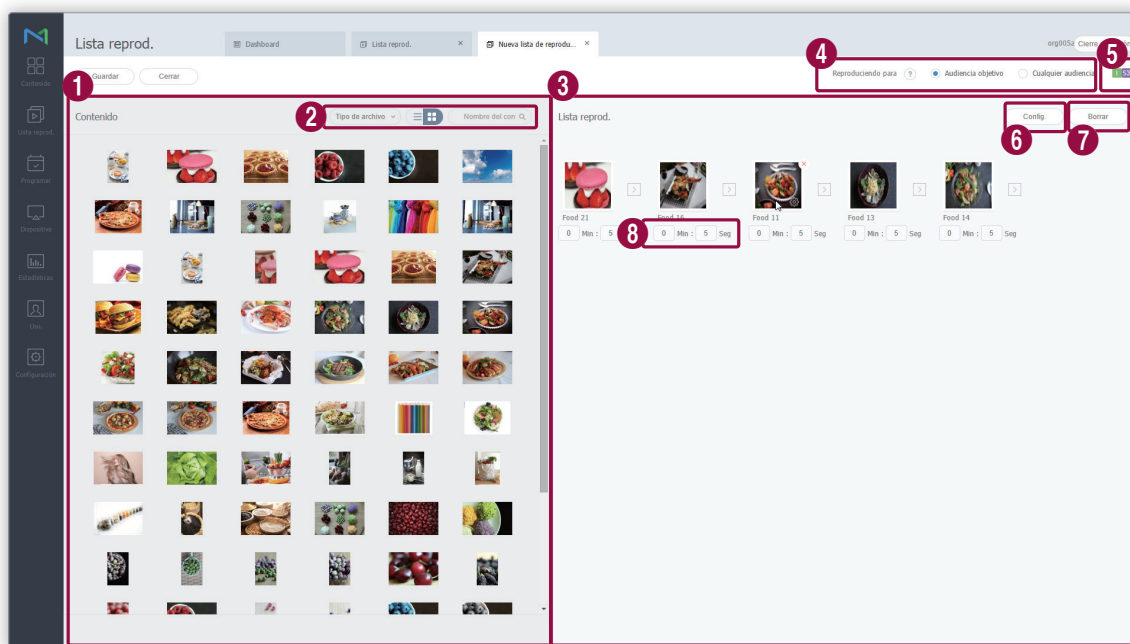 Lista reprod.
Dashboard
Lista reprod.
Nueva lista de reprodu...
org005a
Guardar
Cerrar
4
Reproduciendo para
?
Audiencia objetivo
Cualquier audiencia
5
Contenido
Lista reprod.
Programar
Dispositivo
Estadísticas
Configuración
1
Contenido
2
Tipo de archivo
Nombre del con
3
Lista reprod.
Config.
6
Borrar
7
Food 21
Food 16
Food 11
Food 13
Food 14
0 Min : 5
8
0 Min : 5 Seg
0 Min : 5 Seg
0 Min : 5 Seg
0 Min : 5 Seg